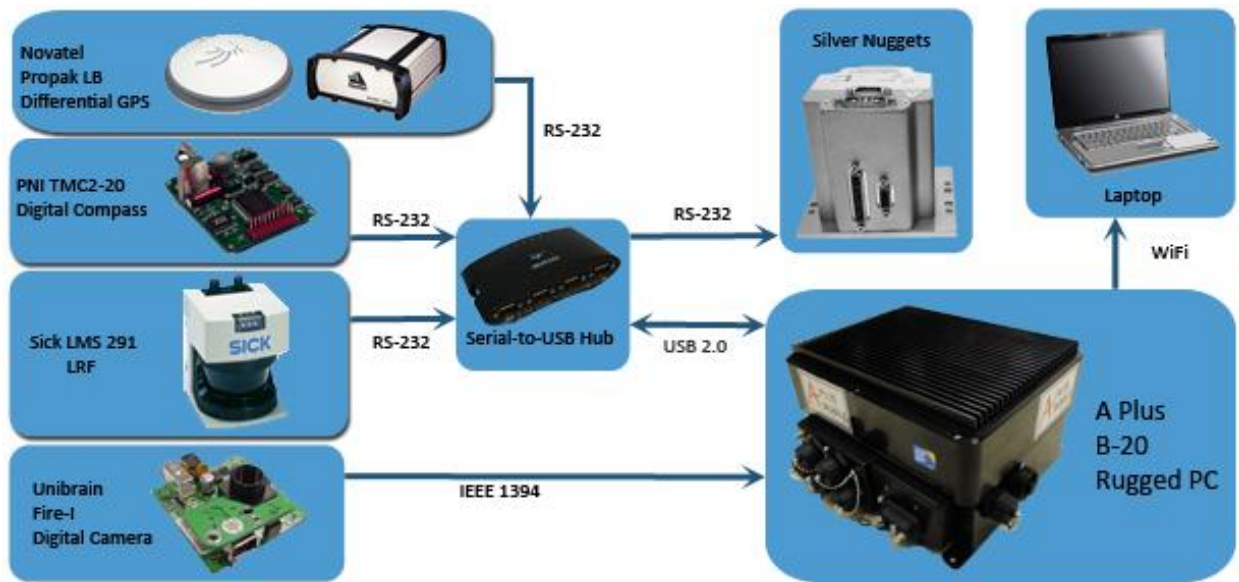 Novatel
Propak LB
Differential GPS
RS-232
PNI TMC2-20
Digital Compass
RS-232
Sick LMS 291
LRF
SICK
RS-232
Unibrain
Fire-I
Digital Camera
IEEE 1394
Serial-to-USB Hub
RS-232
USB 2.0
Silver Nuggets
Laptop
WiFi
A Plus
B-20
Rugged PC